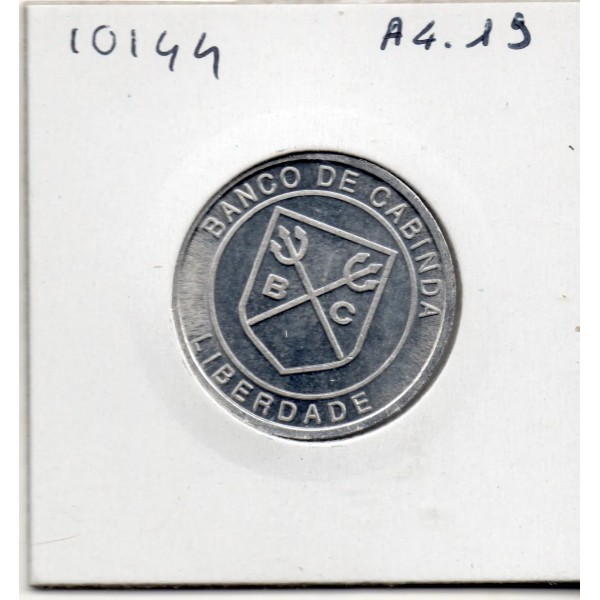 10144
A4.19
BANCO DE CABINDA
B C
LIBERDADE